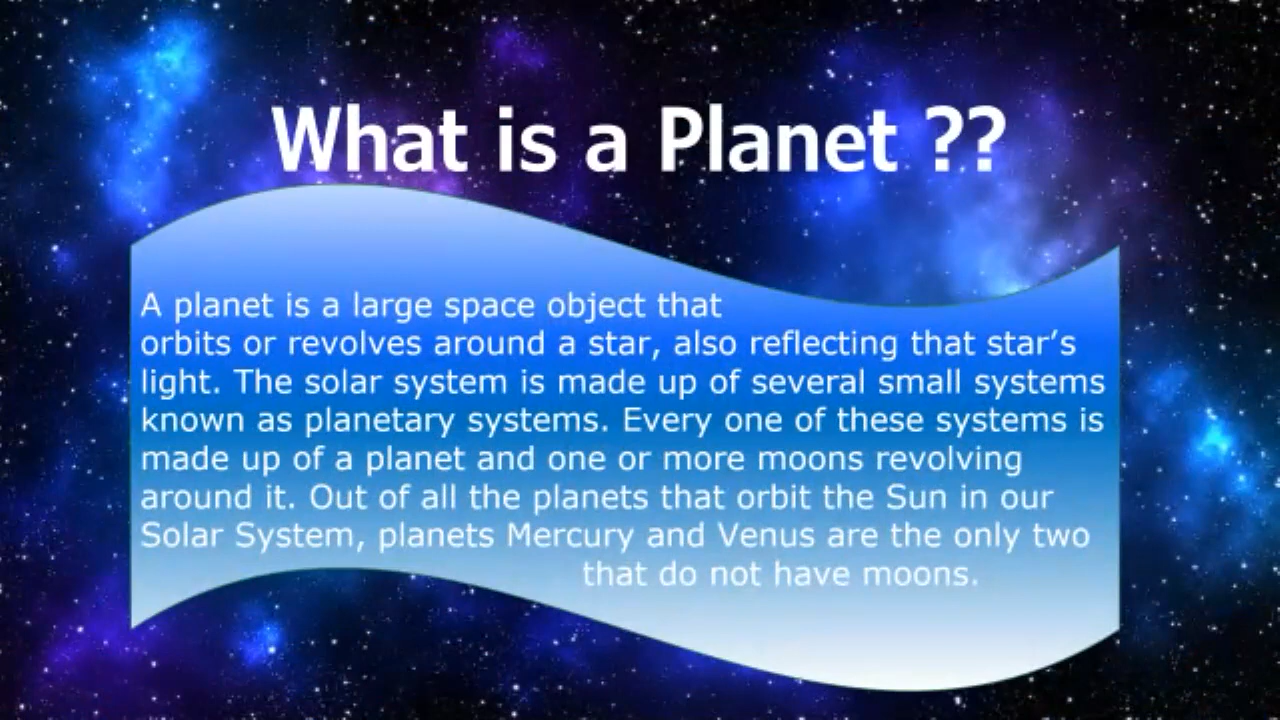 What is a Planet ??
A planet is a large space object that
orbits or revolves around a star, also reflecting that star’s
light. The solar system is made up of several small systems
known as planetary systems. Every one of these systems is
made up of a planet and one or more moons revolving
around it. Out of all the planets that orbit the Sun in our
Solar System, planets Mercury and Venus are the only two
that do not have moons.